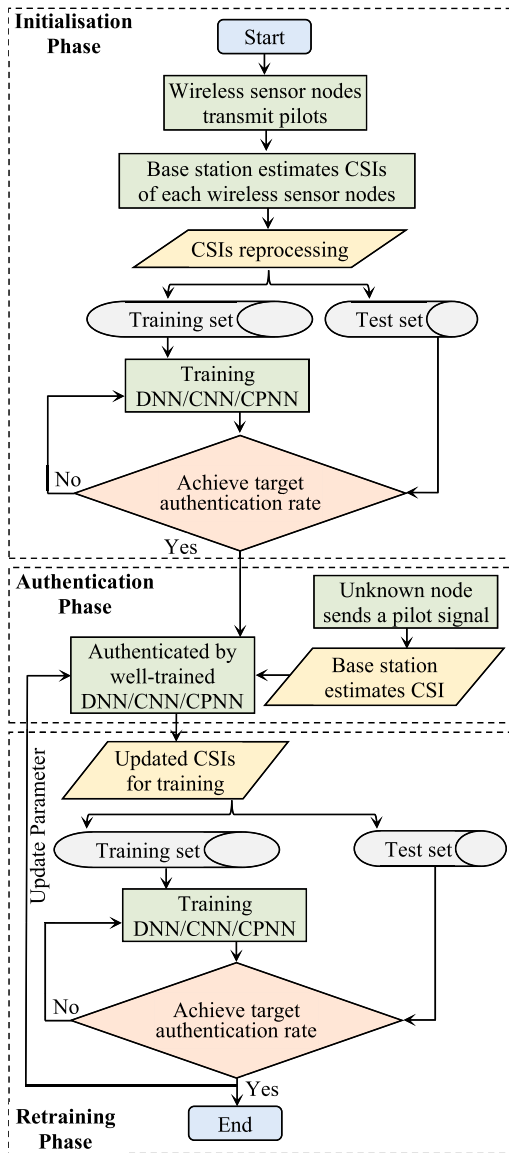 Initialisation
Phase
Start
Wireless sensor nodes
transmit pilots
Base station estimates CSIs
of each wireless sensor nodes
CSIs reprocessing
Training set
Test set
Training
DNN/CNN/CPNN
No
Achieve target
authentication rate
Yes
Authentication
Phase
Unknown node
sends a pilot signal
Authenticated by
well-trained
DNN/CNN/CPNN
Base station
estimates CSI
Update Parameter
Updated CSIs
for training
Training set
Test set
Training
DNN/CNN/CPNN
No
Achieve target
authentication rate
Yes
Retraining
Phase
End